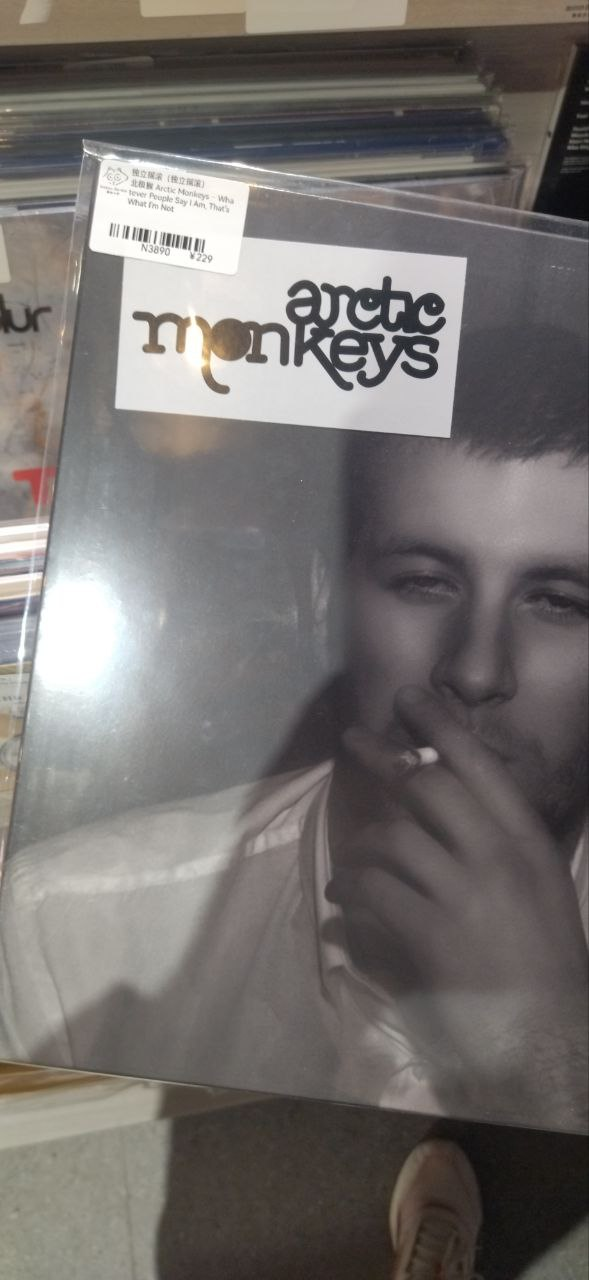 独立摇滚（独立摇滚）
北极猴 Arctic Monkeys – Wha
tever People Say I Am, That's
What I'm Not
N3890 ¥229
arctic
monkeys
lur